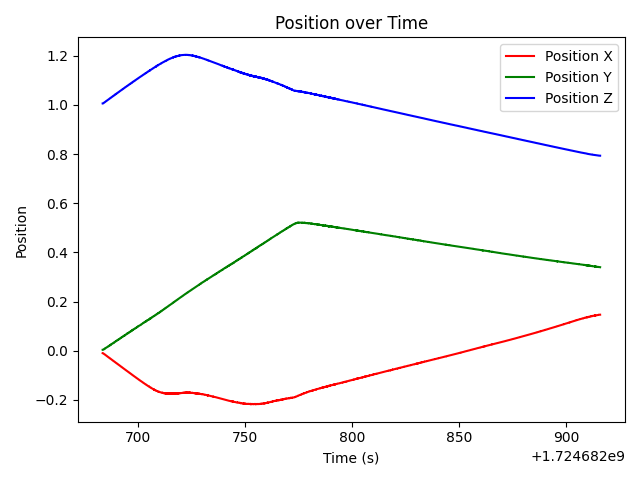 Position over Time
Position X
Position Y
Position Z
Position
1.2
1.0
0.8
0.6
0.4
0.2
0.0
−0.2
700 750 800 850 900
Time (s)
+1.724682e9